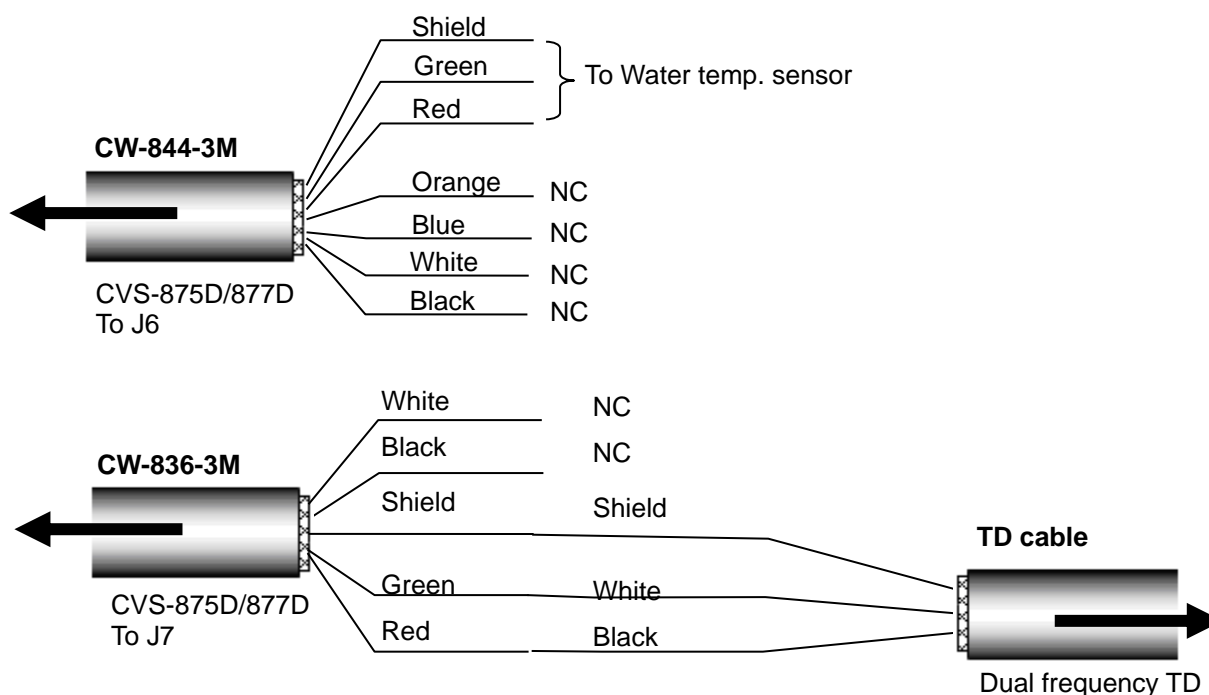 Shield
Green
To Water temp. sensor
Red
CW-844-3M
Orange NC
Blue NC
White NC
Black NC
CVS-875D/877D
To J6
White NC
Black NC
CW-836-3M
Shield Shield
TD cable
Green White
CVS-875D/877D
To J7
Red Black
Dual frequency TD